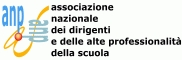 anp
associazione
nazionale
dei dirigenti
e delle alte professionalità
della scuola